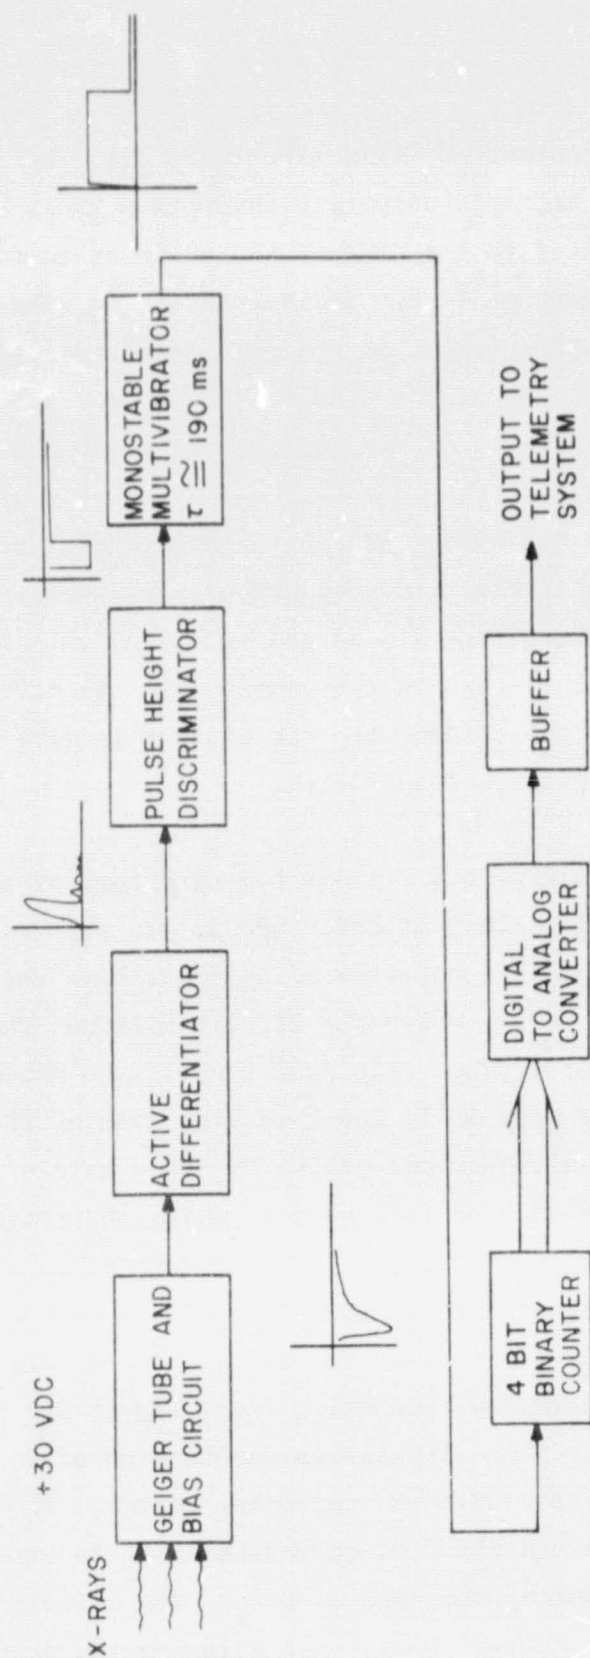 +30 VDC
X-RAYS
GEIGER TUBE AND
BIAS CIRCUIT
ACTIVE
DIFFERENTIATOR
PULSE HEIGHT
DISCRIMINATOR
MONOSTABLE
MULTIVIBRATOR
τ ≅ 190 ms
4 BIT
BINARY
COUNTER
DIGITAL
TO ANALOG
CONVERTER
BUFFER
OUTPUT TO
TELEMETRY
SYSTEM